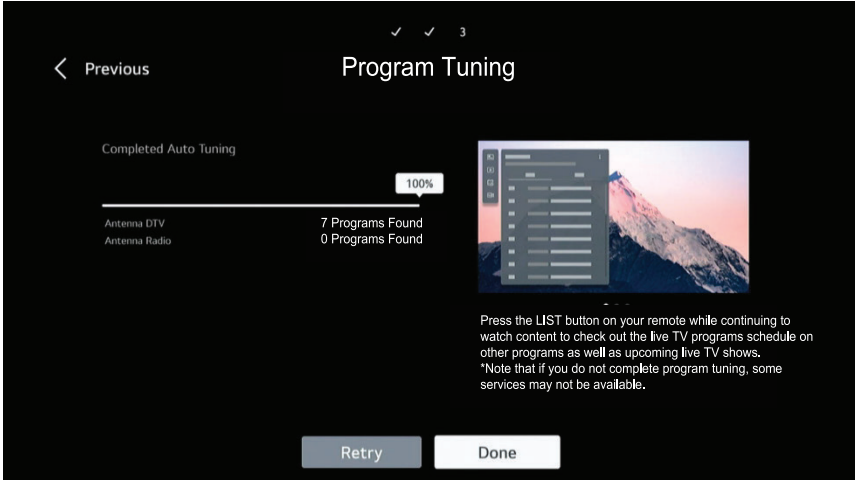 3
Previous
Program Tuning
Completed Auto Tuning
100%
Antenna DTV 7 Programs Found
Antenna Radio 0 Programs Found
Press the LIST button on your remote while continuing to
watch content to check out the live TV programs schedule on
other programs as well as upcoming live TV shows.
*Note that if you do not complete program tuning, some
services may not be available.
Retry
Done